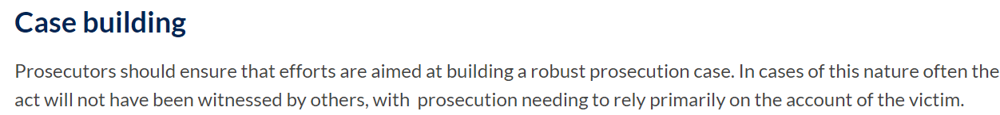 Case building
Prosecutors should ensure that efforts are aimed at building a robust prosecution case. In cases of this nature often the
act will not have been witnessed by others, with  prosecution needing to rely primarily on the account of the victim.